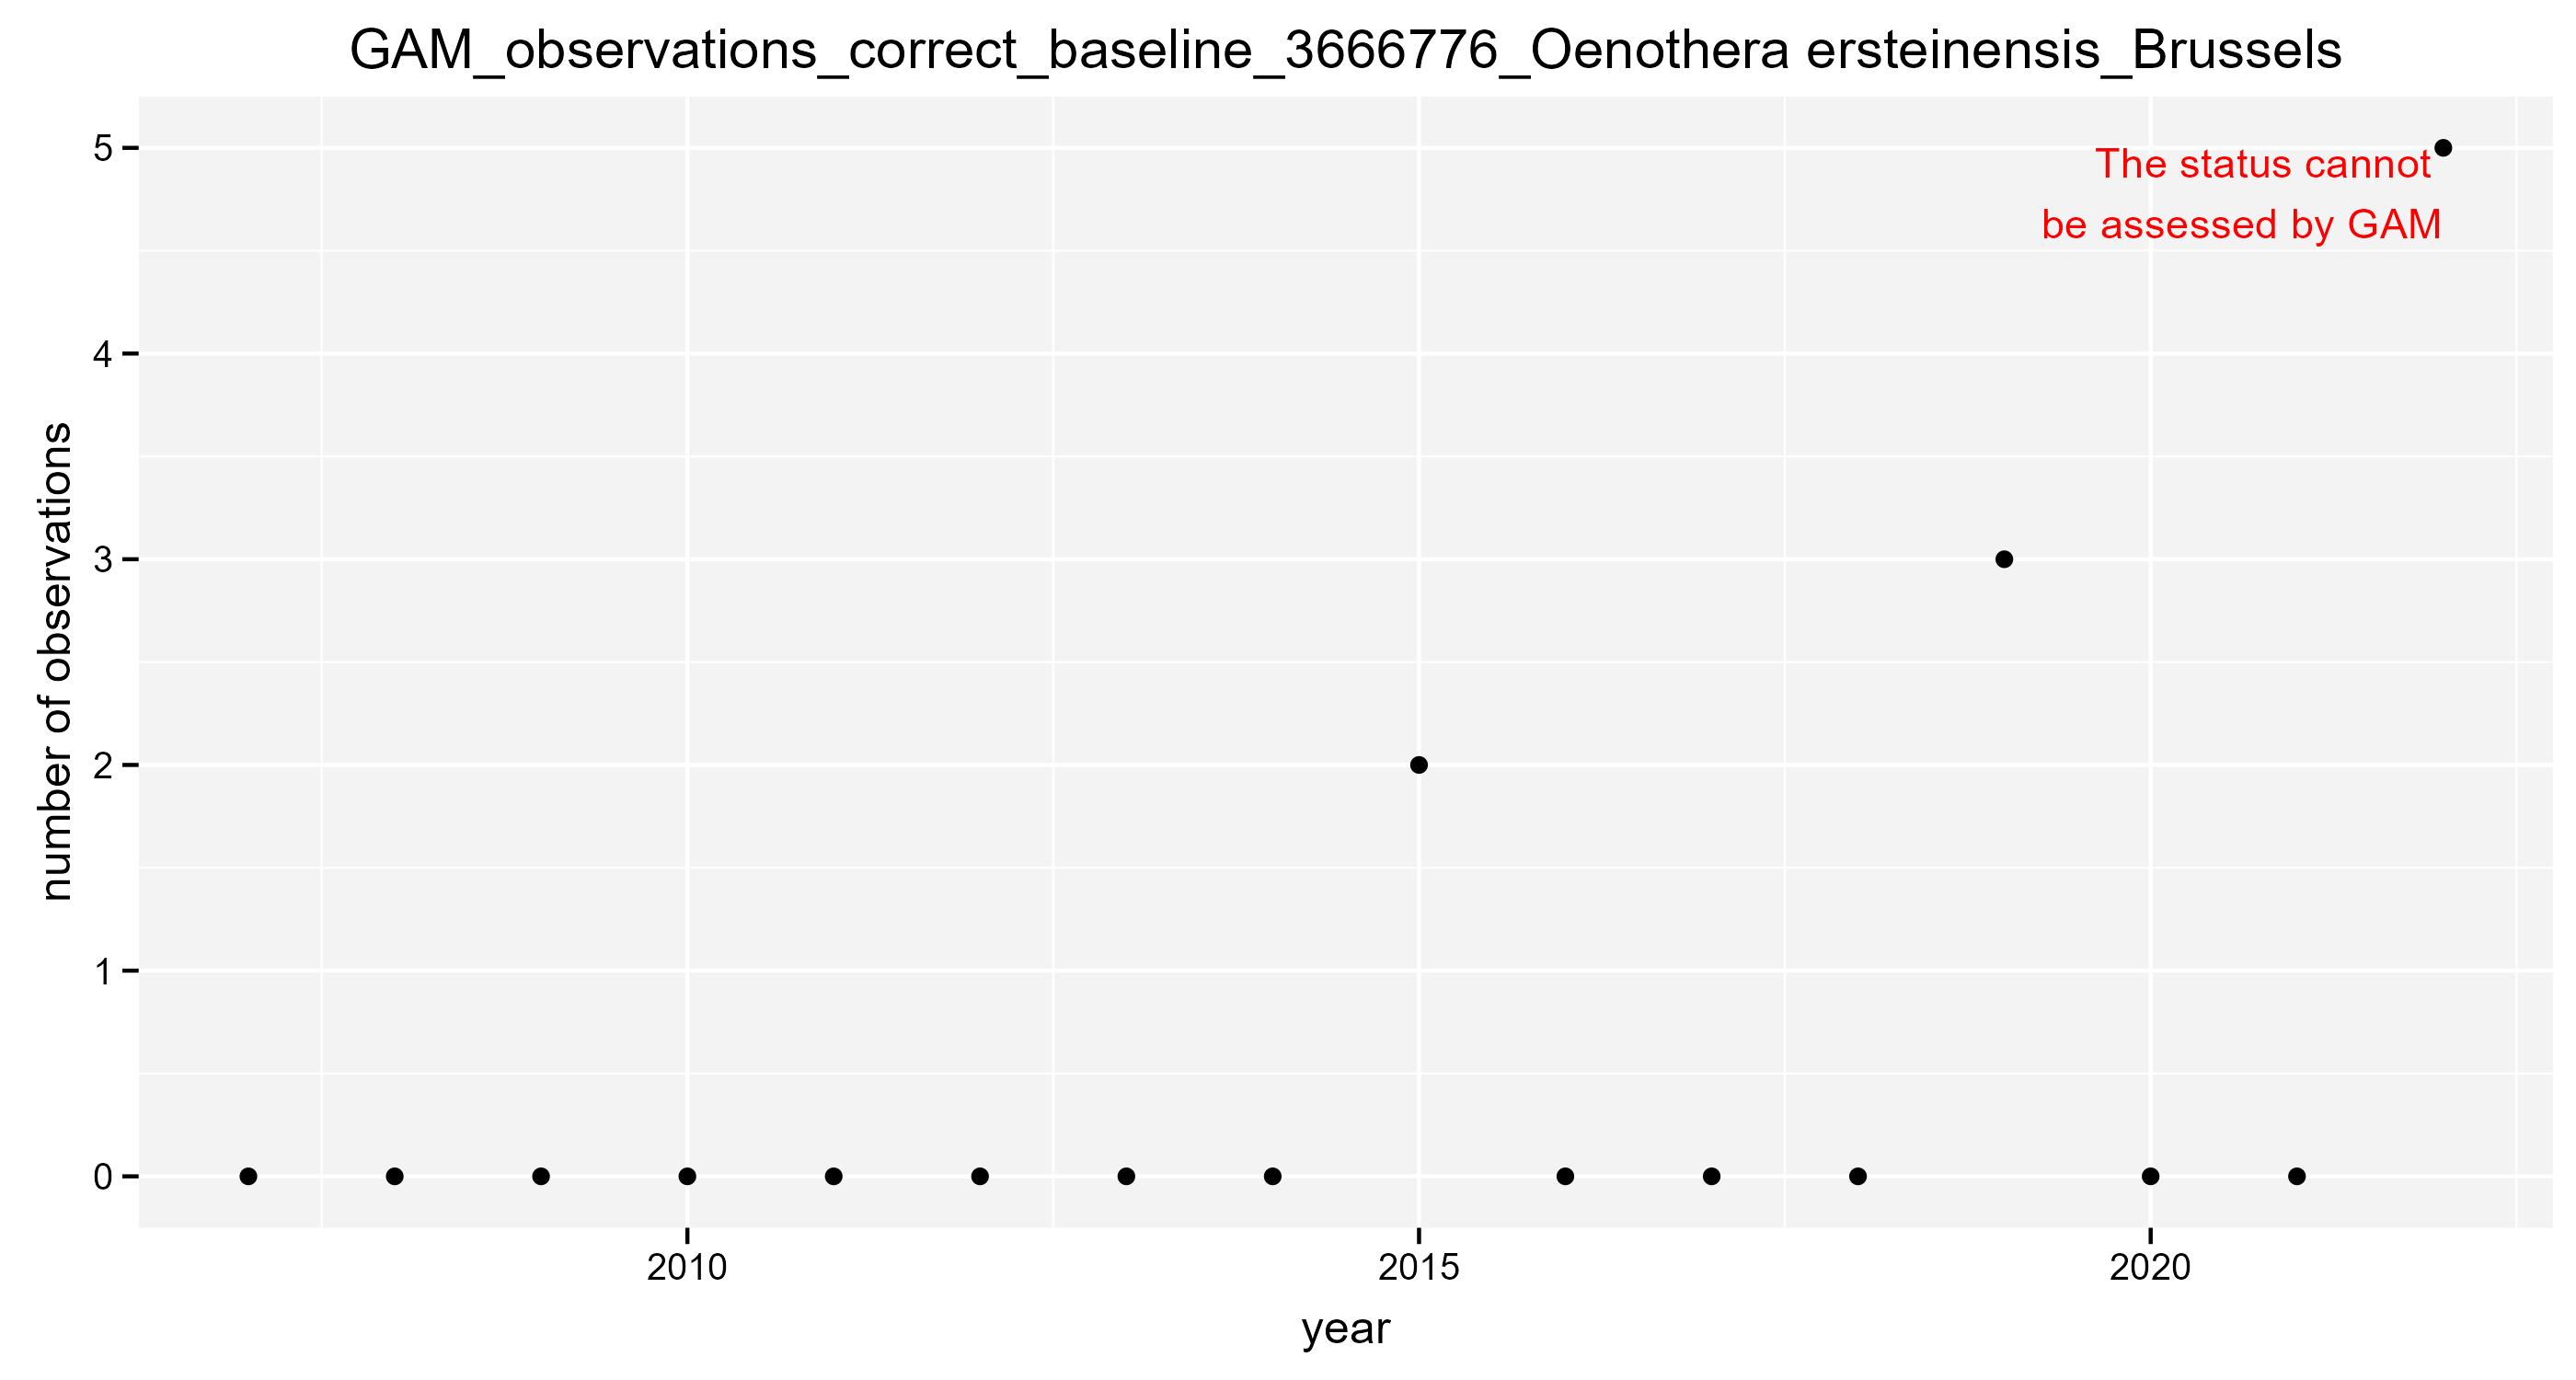 GAM_observations_correct_baseline_3666776_Oenothera ersteinensis_Brussels
5
The status cannot
be assessed by GAM
4
3
2
1
0
number of observations
2010
2015
2020
year